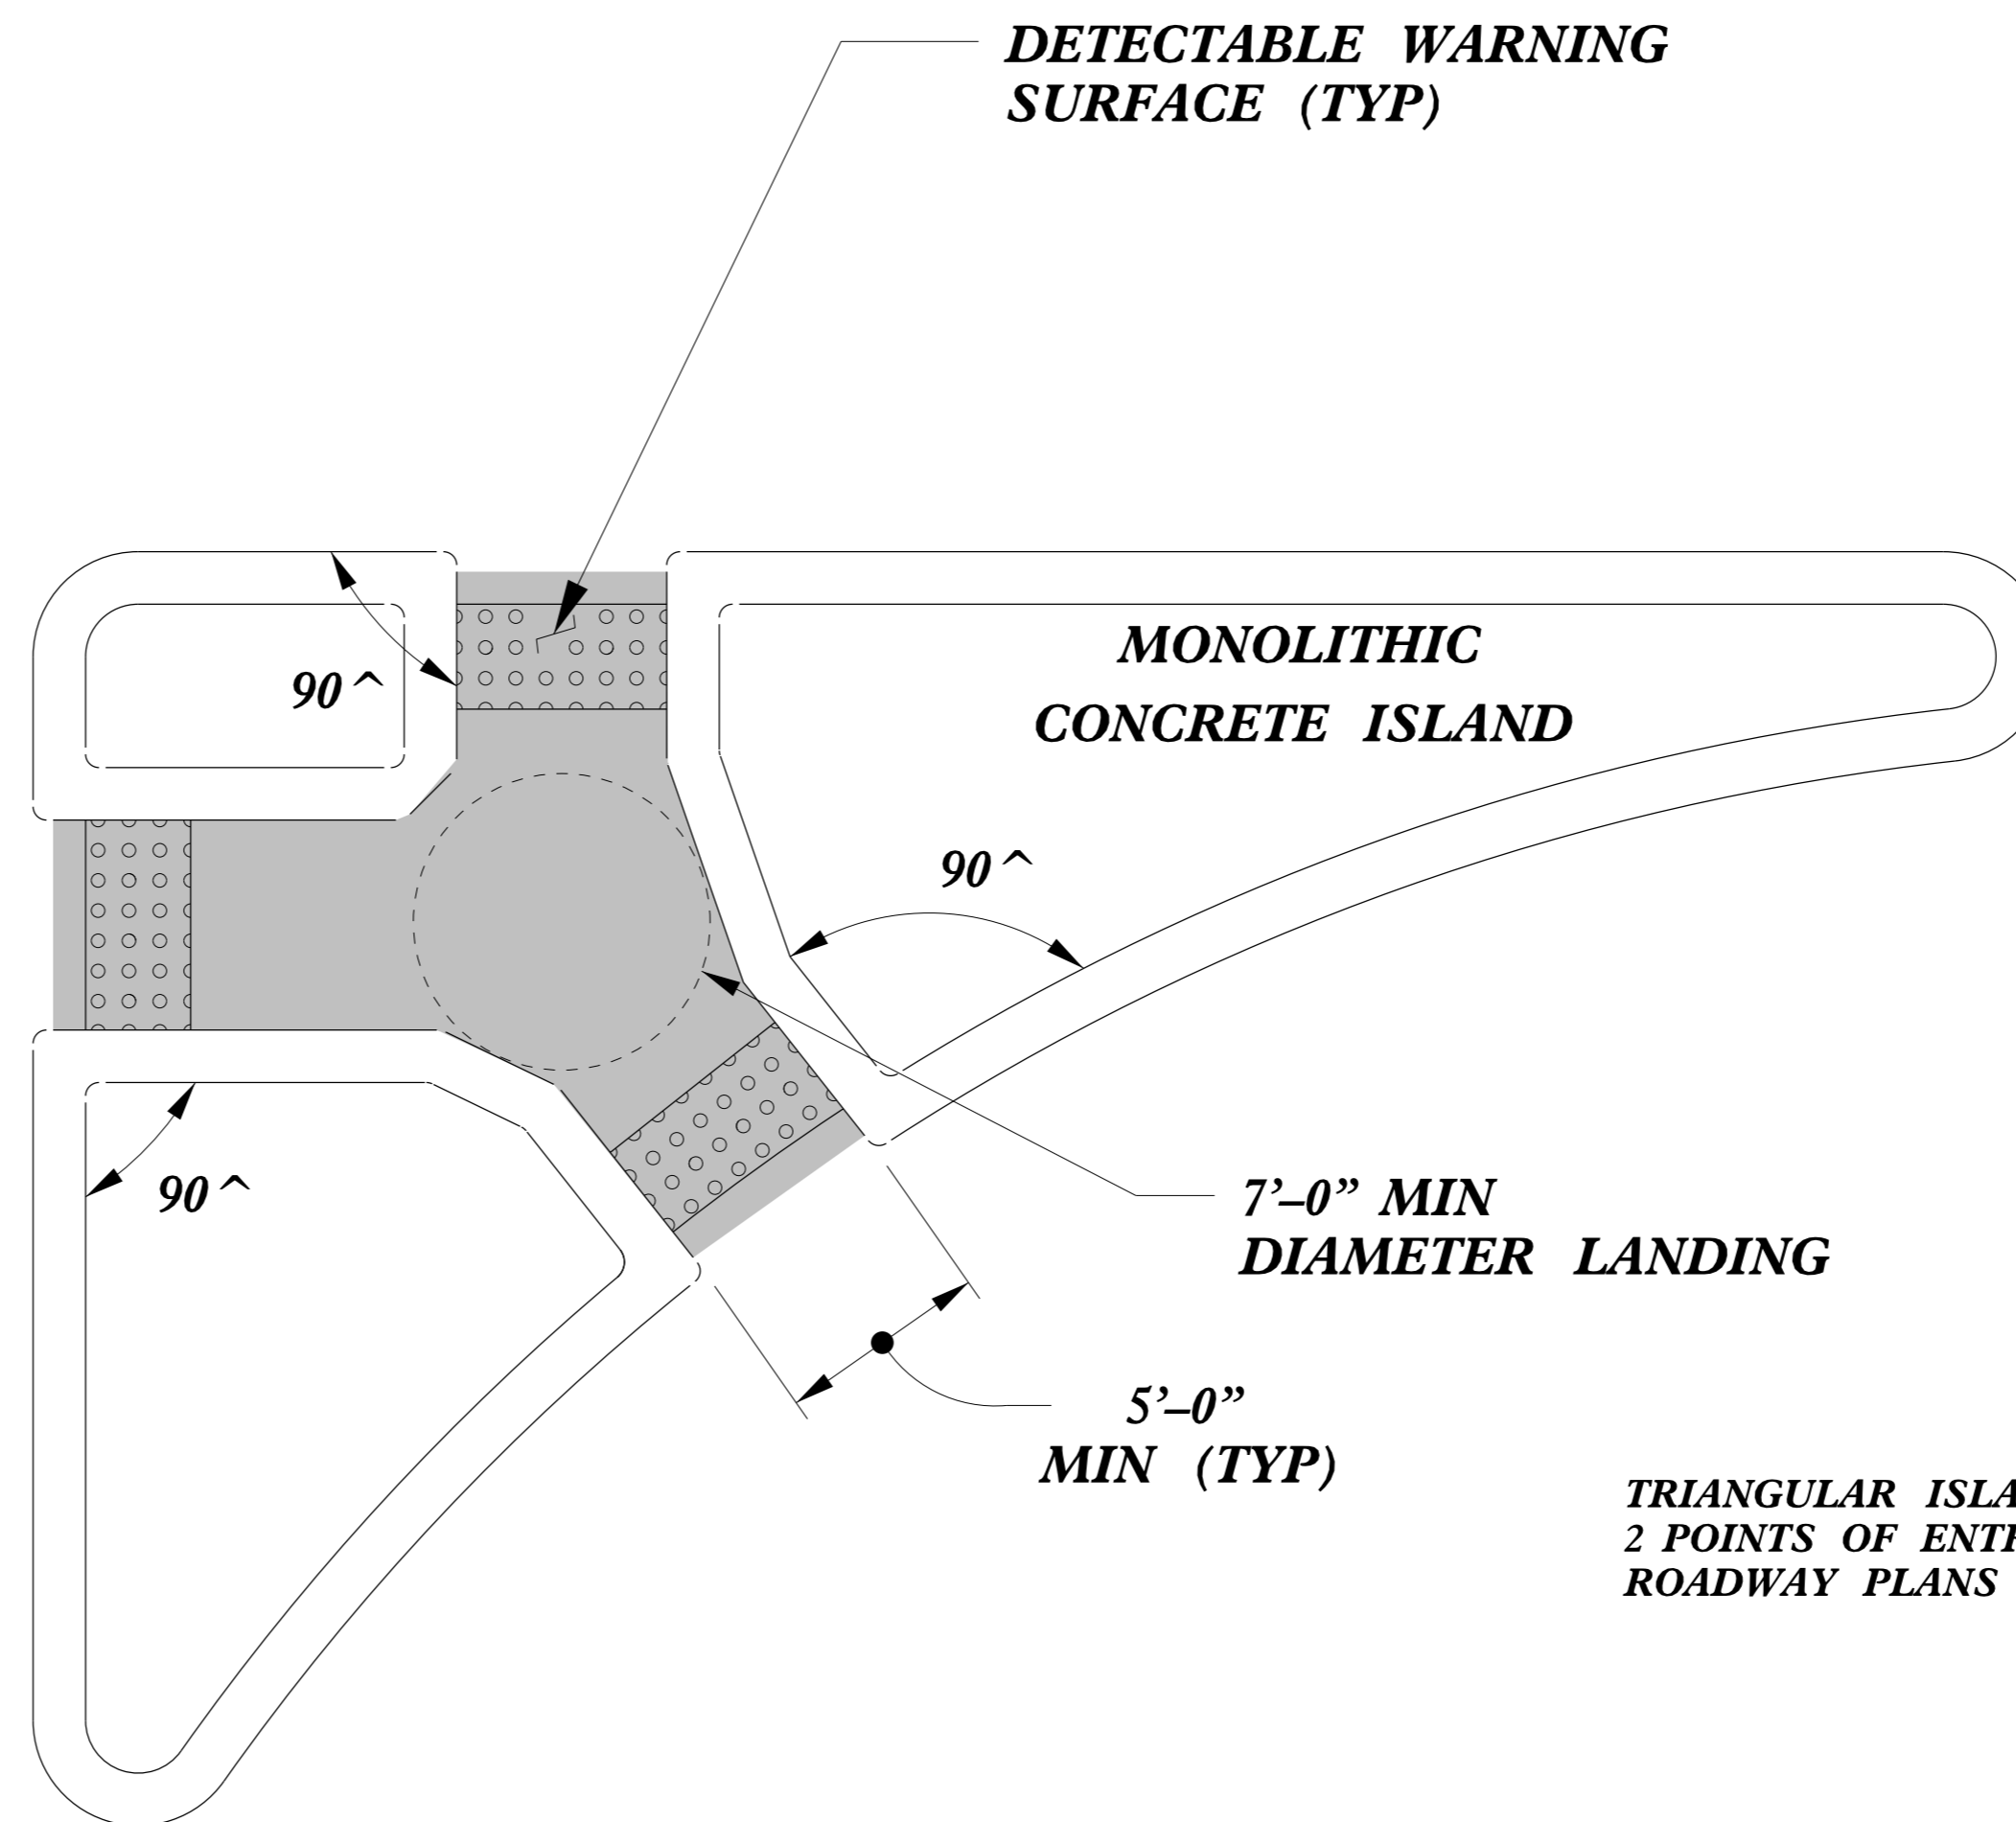 DETECTABLE WARNING
SURFACE (TYP)
MONOLITHIC
CONCRETE ISLAND
90^
90^
90^
7’–0” MIN
DIAMETER LANDING
5’–0”
MIN (TYP)
TRIANGULAR
2 POINTS OF
ROADWAY PLANS